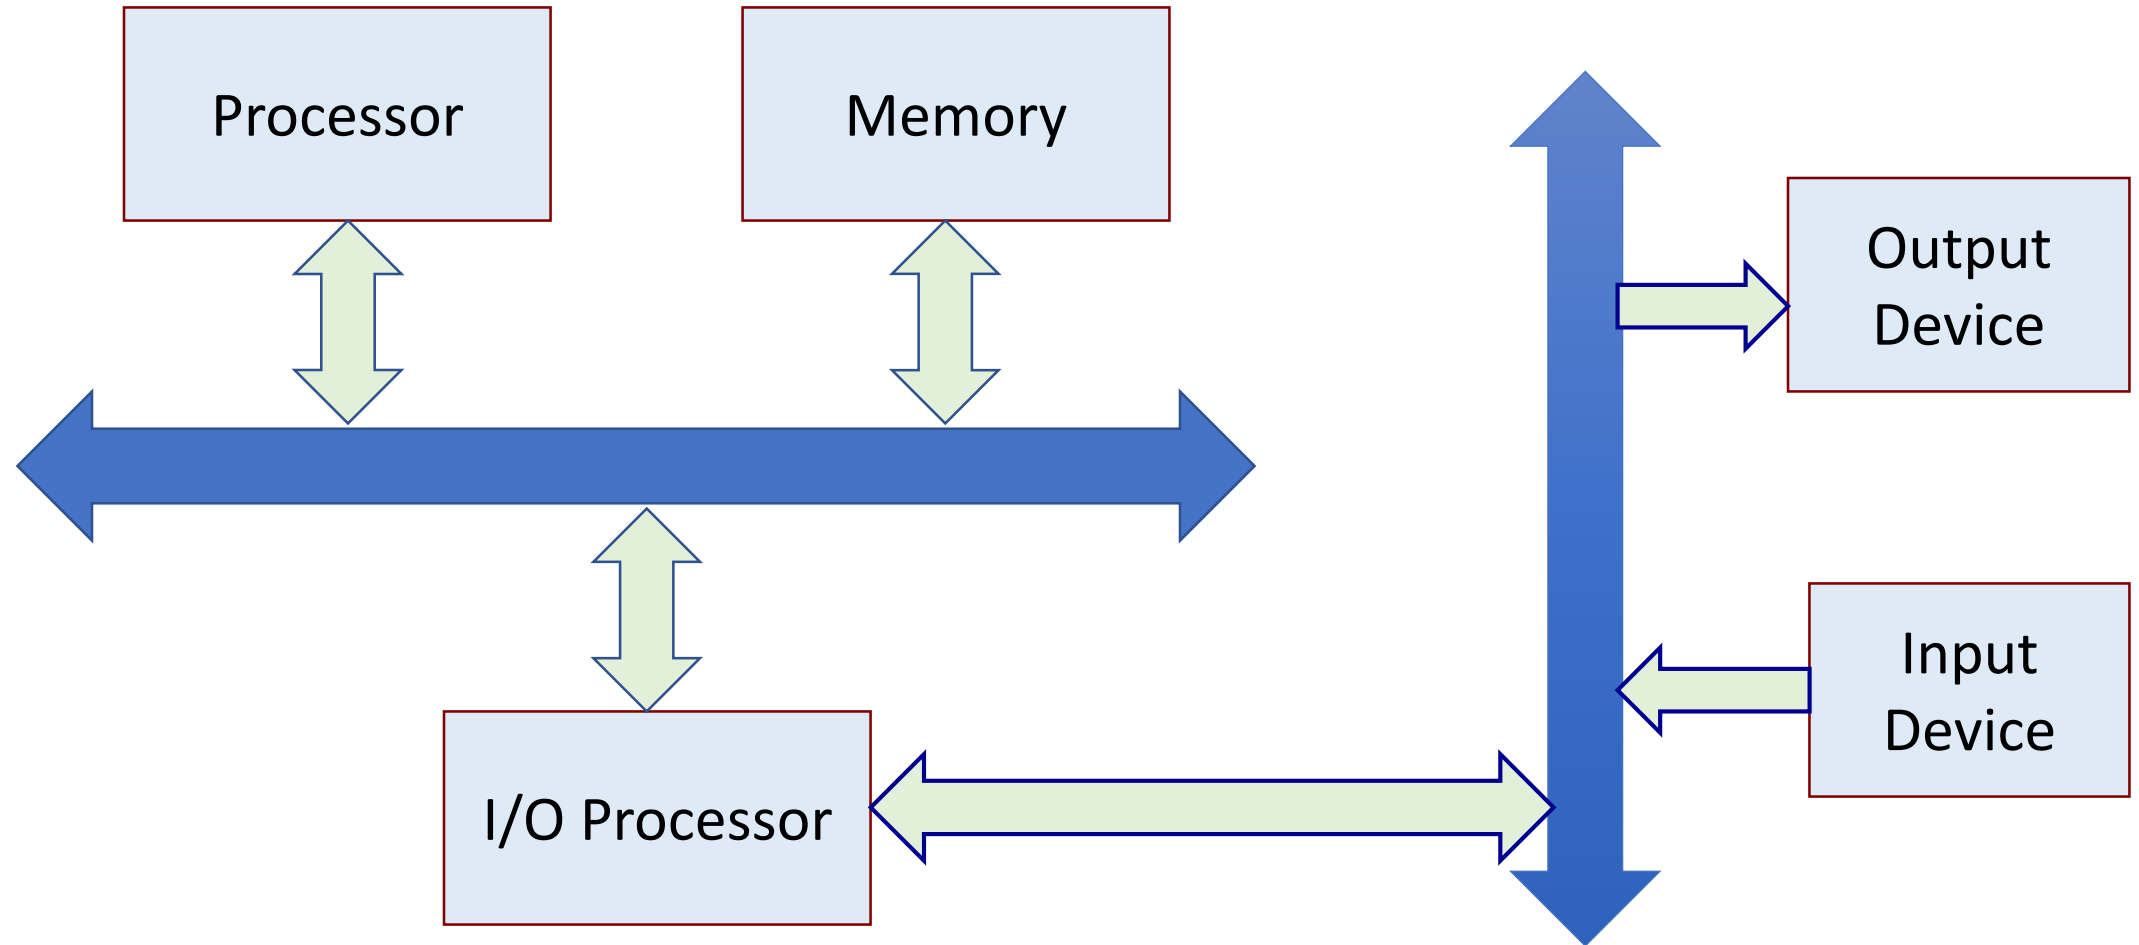 Processor
Memory
Output
Device
Input
Device
I/O Processor